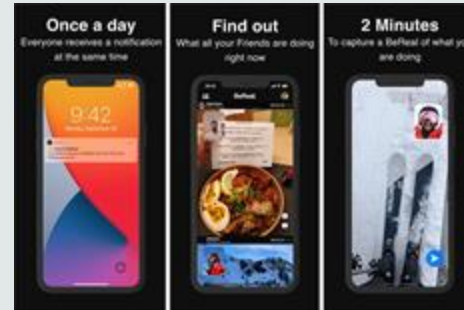 Once a day
Everyone receives a notification
at the same time
9:42
Find out
What all your Friends are doing
right now
BeReal
2 Minutes
To capture a BeReal of what yo
are doing